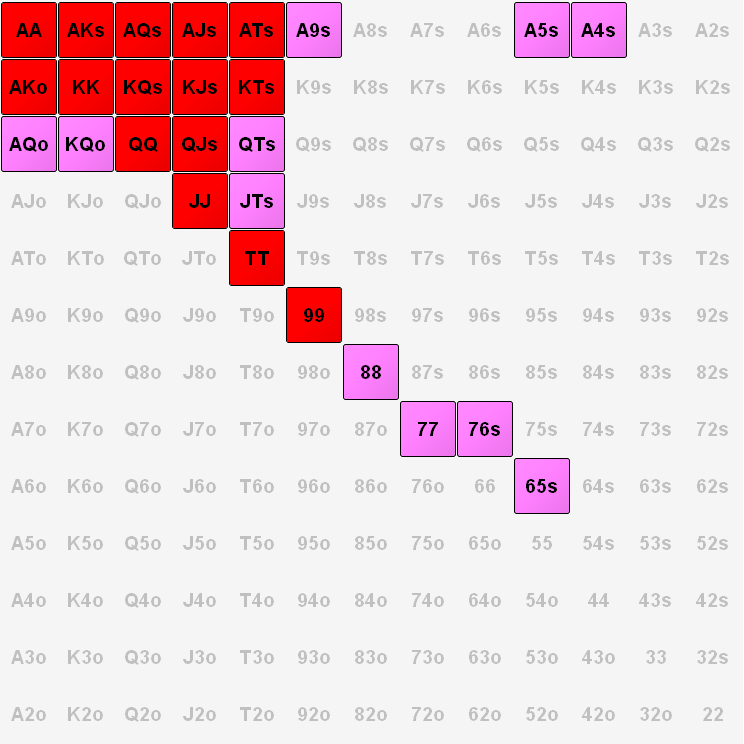 AA AKs AQs AJs ATs A9s A8s A7s A6s A5s A4s A3s A2s
AKo KK KQs KJs KTs K9s K8s K7s K6s K5s K4s K3s K2s
AQo KQo QQ QJs QTs Q9s Q8s Q7s Q6s Q5s Q4s Q3s Q2s
AJo KJo QJo JJ JTs J9s J8s J7s J6s J5s J4s J3s J2s
ATo KTo QTo JTo TT T9s T8s T7s T6s T5s T4s T3s T2s
A9o K9o Q9o J9o T9o 99 98s 97s 96s 95s 94s 93s 92s
A8o K8o Q8o J8o T8o 98o 88 87s 86s 85s 84s 83s 82s
A7o K7o Q7o J7o T7o 97o 87o 77 76s 75s 74s 73s 72s
A6o K6o Q6o J6o T6o 96o 86o 76o 66 65s 64s 63s 62s
A5o K5o Q5o J5o T5o 95o 85o 75o 65o 55 54s 53s 52s
A4o K4o Q4o J4o T4o 94o 84o 74o 64o 54o 44 43s 42s
A3o K3o Q3o J3o T3o 93o 83o 73o 63o 53o 43o 33 32s
A2o K2o Q2o J2o T2o 92o 82o 72o 62o 52o 42o 32o 22